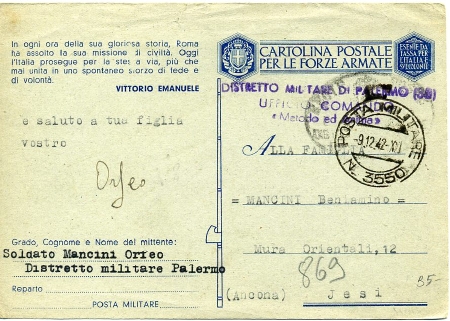 In ogni ora della sua gloriosa storia, Roma
ha assolto la sua missione di civiltà. Oggi
l'Italia prosegue per la stessa via, più che
mai unita in uno spontaneo sforzo di fede e
di volontà.
VITTORIO EMANUELE
CARTOLINA POSTALE
PER LE FORZE ARMATE
ESENTE DA
TASSA PER
L'ITALIA E
DISTRETTO MILITARE DI PALERMO
UFFICIO COMANDO
POSTA MILITARE
-9.12.42-XXI
N. 3550
e saluto a tua figlia
Vostro
Orfeo
ALLA FAMIGLIA
= MANCINI Beniamino =
Mura Orientali,12
(Ancona) Jesi
869
85-
Grado, Cognome e Nome del mittente:
Soldato Mancini Orfeo
Distretto militare Palermo
Reparto
POSTA MILITARE